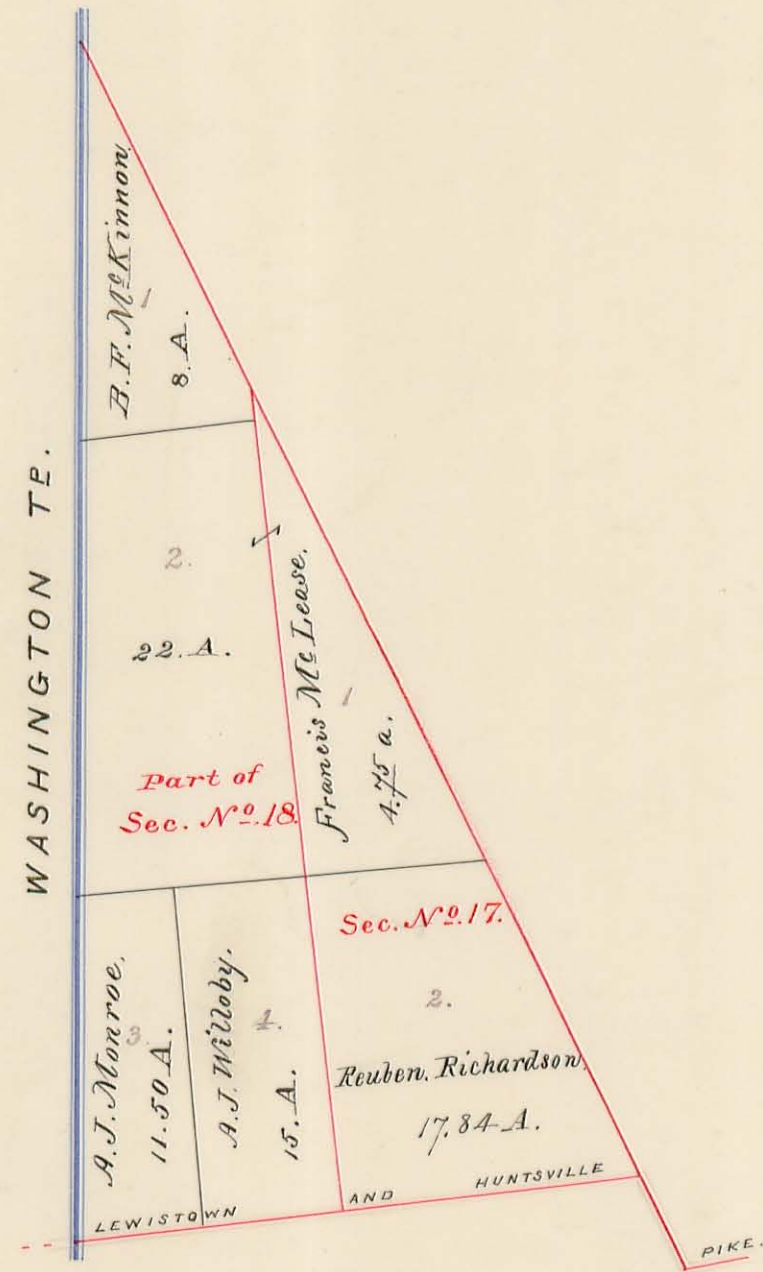 WASHINGTON TP.
B.F. McKinnon
1
8. A.
2.
22. A.
Part of
Sec. No. 18.
Francis McLease.
1
4.75 a.
A.J. Monroe.
3
11.50 A.
A.J. Willoby.
4.
15. A.
Sec. No. 17.
2.
Reuben. Richardson
17.84 A.
LEWISTOWN AND HUNTSVILLE PIKE.